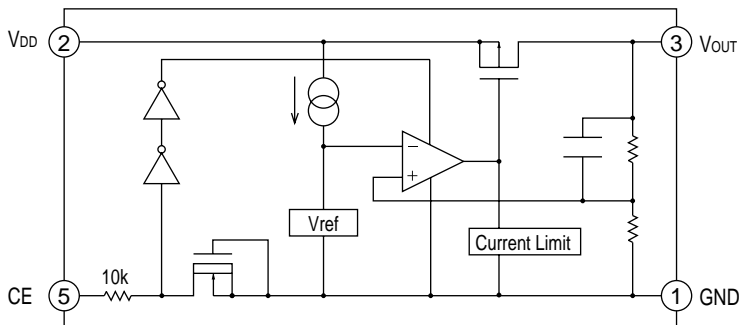 VDD 2 3 VOUT
−
+
Vref
Current Limit
10k
CE 5 1 GND